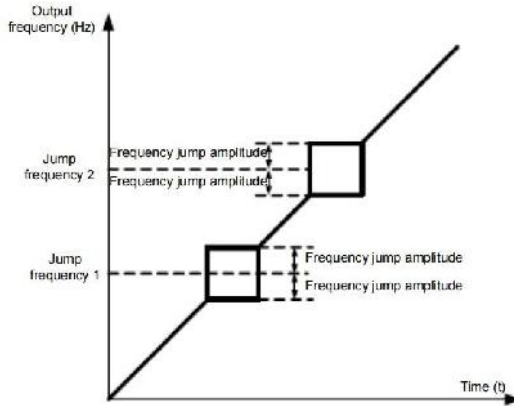 Output
frequency (Hz)
Jump
frequency 2
Frequency jump amplitude
Frequency jump amplitude
Jump
frequency 1
Frequency jump amplitude
Frequency jump amplitude
Time (t)